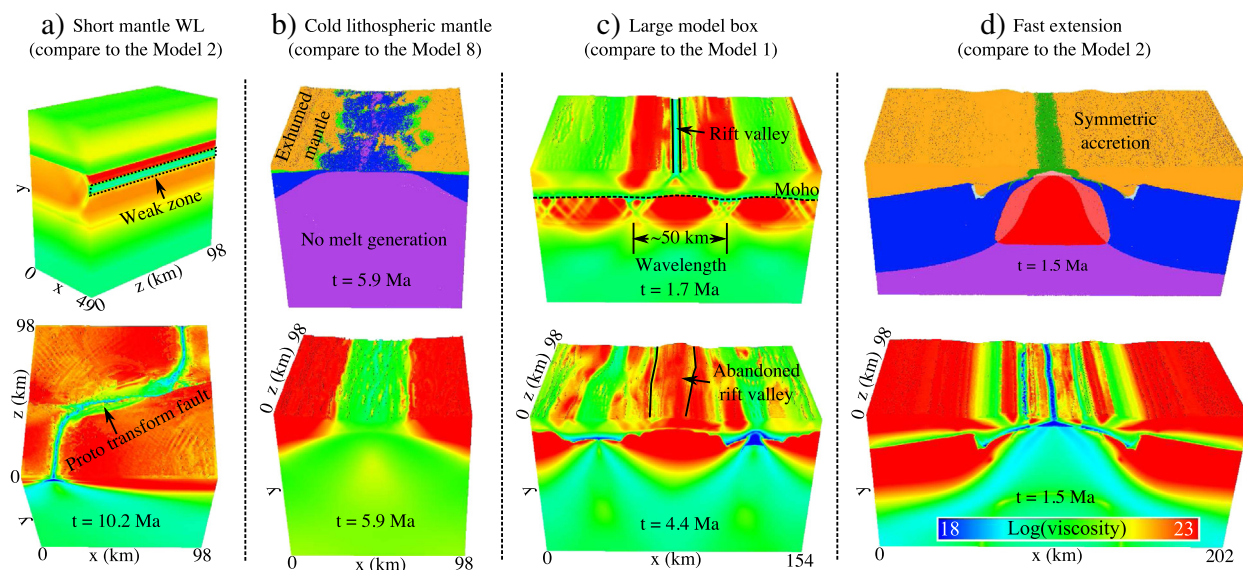 a) Short mantle WL
(compare to the Model 2)
y
Weak zone
0
x
490
z (km)
98
98
z (km)
0
Proto transform fault
y
t = 10.2 Ma
0
x (km)
98
b) Cold lithospheric mantle
(compare to the Model 8)
Exhumed
mantle
No melt generation
t = 5.9 Ma
98
z (km)
0
y
t = 5.9 Ma
0
x (km)
98
c) Large model box
(compare to the Model 1)
Rift valley
Moho
~50 km
Wavelength
t = 1.7 Ma
98
z (km)
0
Abandoned
rift valley
y
t = 4.4 Ma
0
x (km)
154
d) Fast extension
(compare to the Model 2)
Symmetric
accretion
t = 1.5 Ma
98
z (km)
0
y
t = 1.5 Ma
18 Log(viscosity) 23
0
x (km)
202